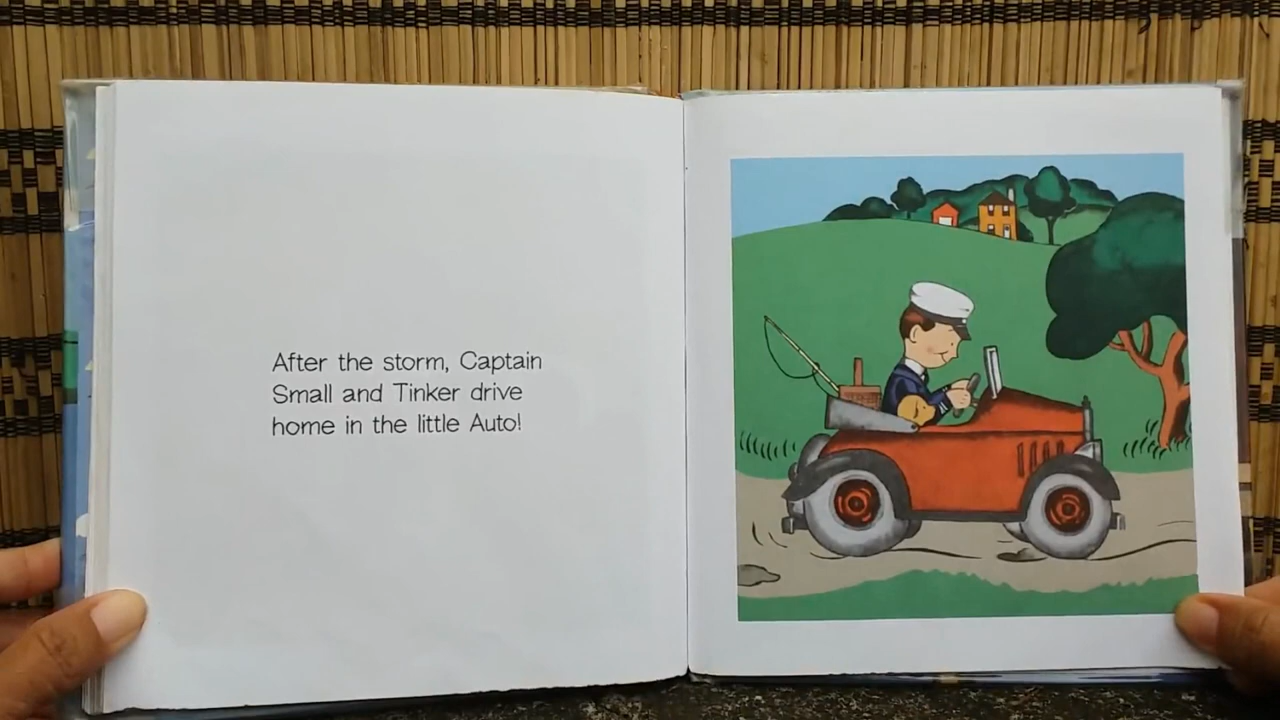 After the storm, Captain
Small and Tinker drive
home in the little Auto!